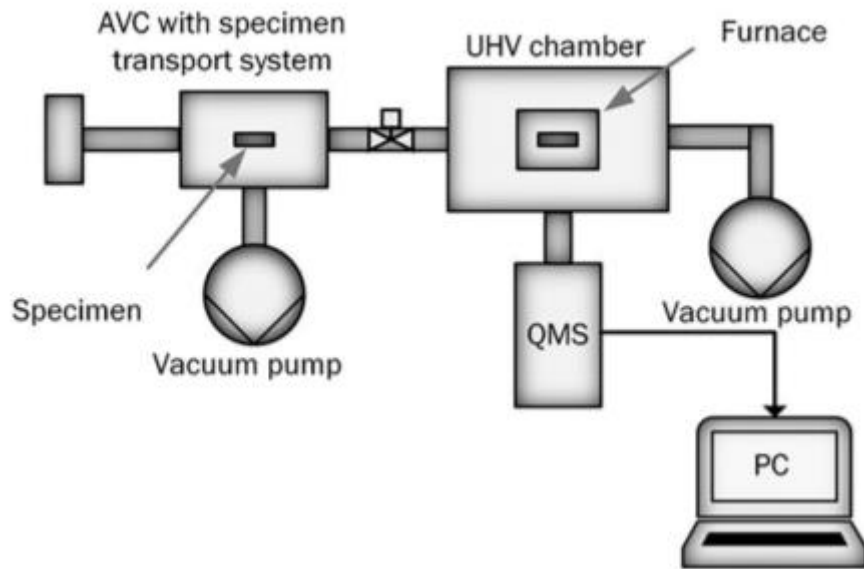 AVC with specimen
transport system
UHV chamber
Furnace
Specimen
Vacuum pump
QMS
Vacuum pump
PC